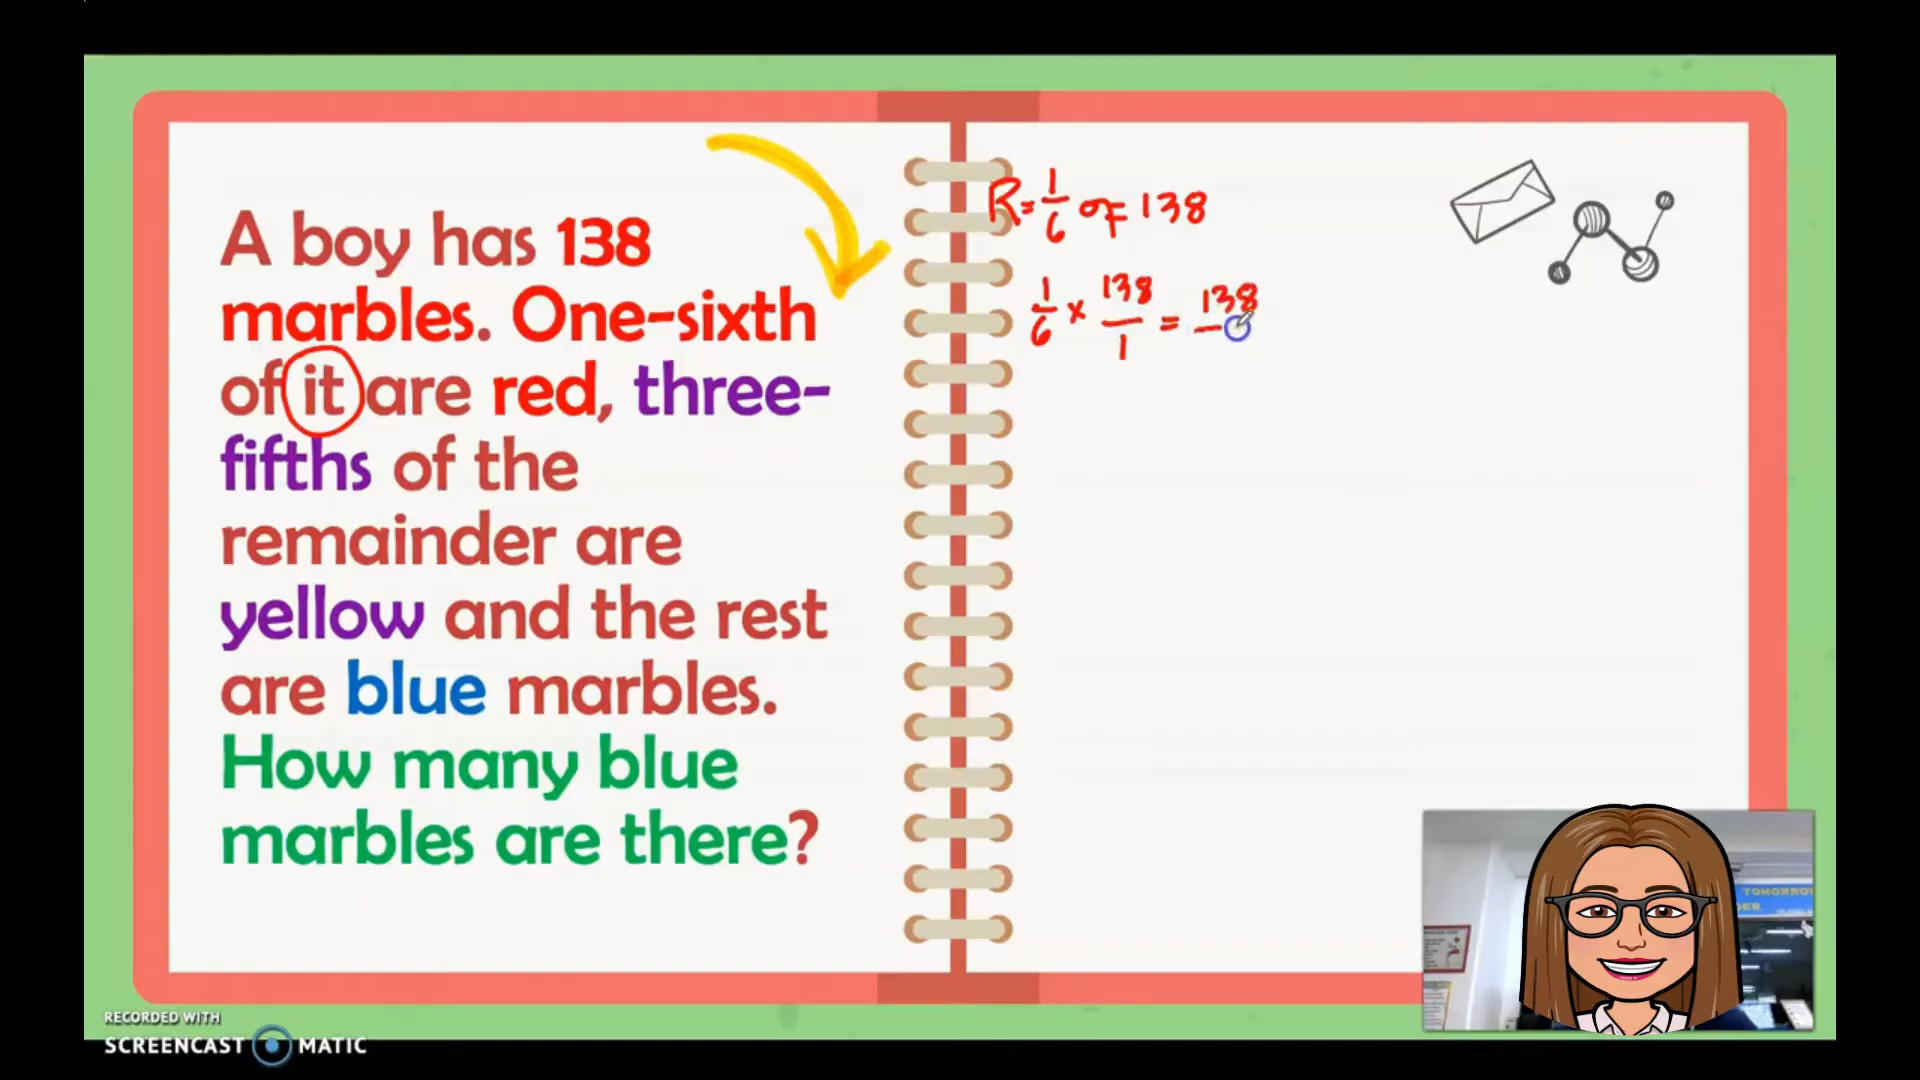 A boy has 138
marbles. One-sixth
of it are red, three-
fifths of the
remainder are
yellow and the rest
are blue marbles.
How many blue
marbles are there?
R = 1/6 of 138
1/6 x 138/1 = 138
TOMORROW
RECORDED WITH
SCREENCAST MATIC